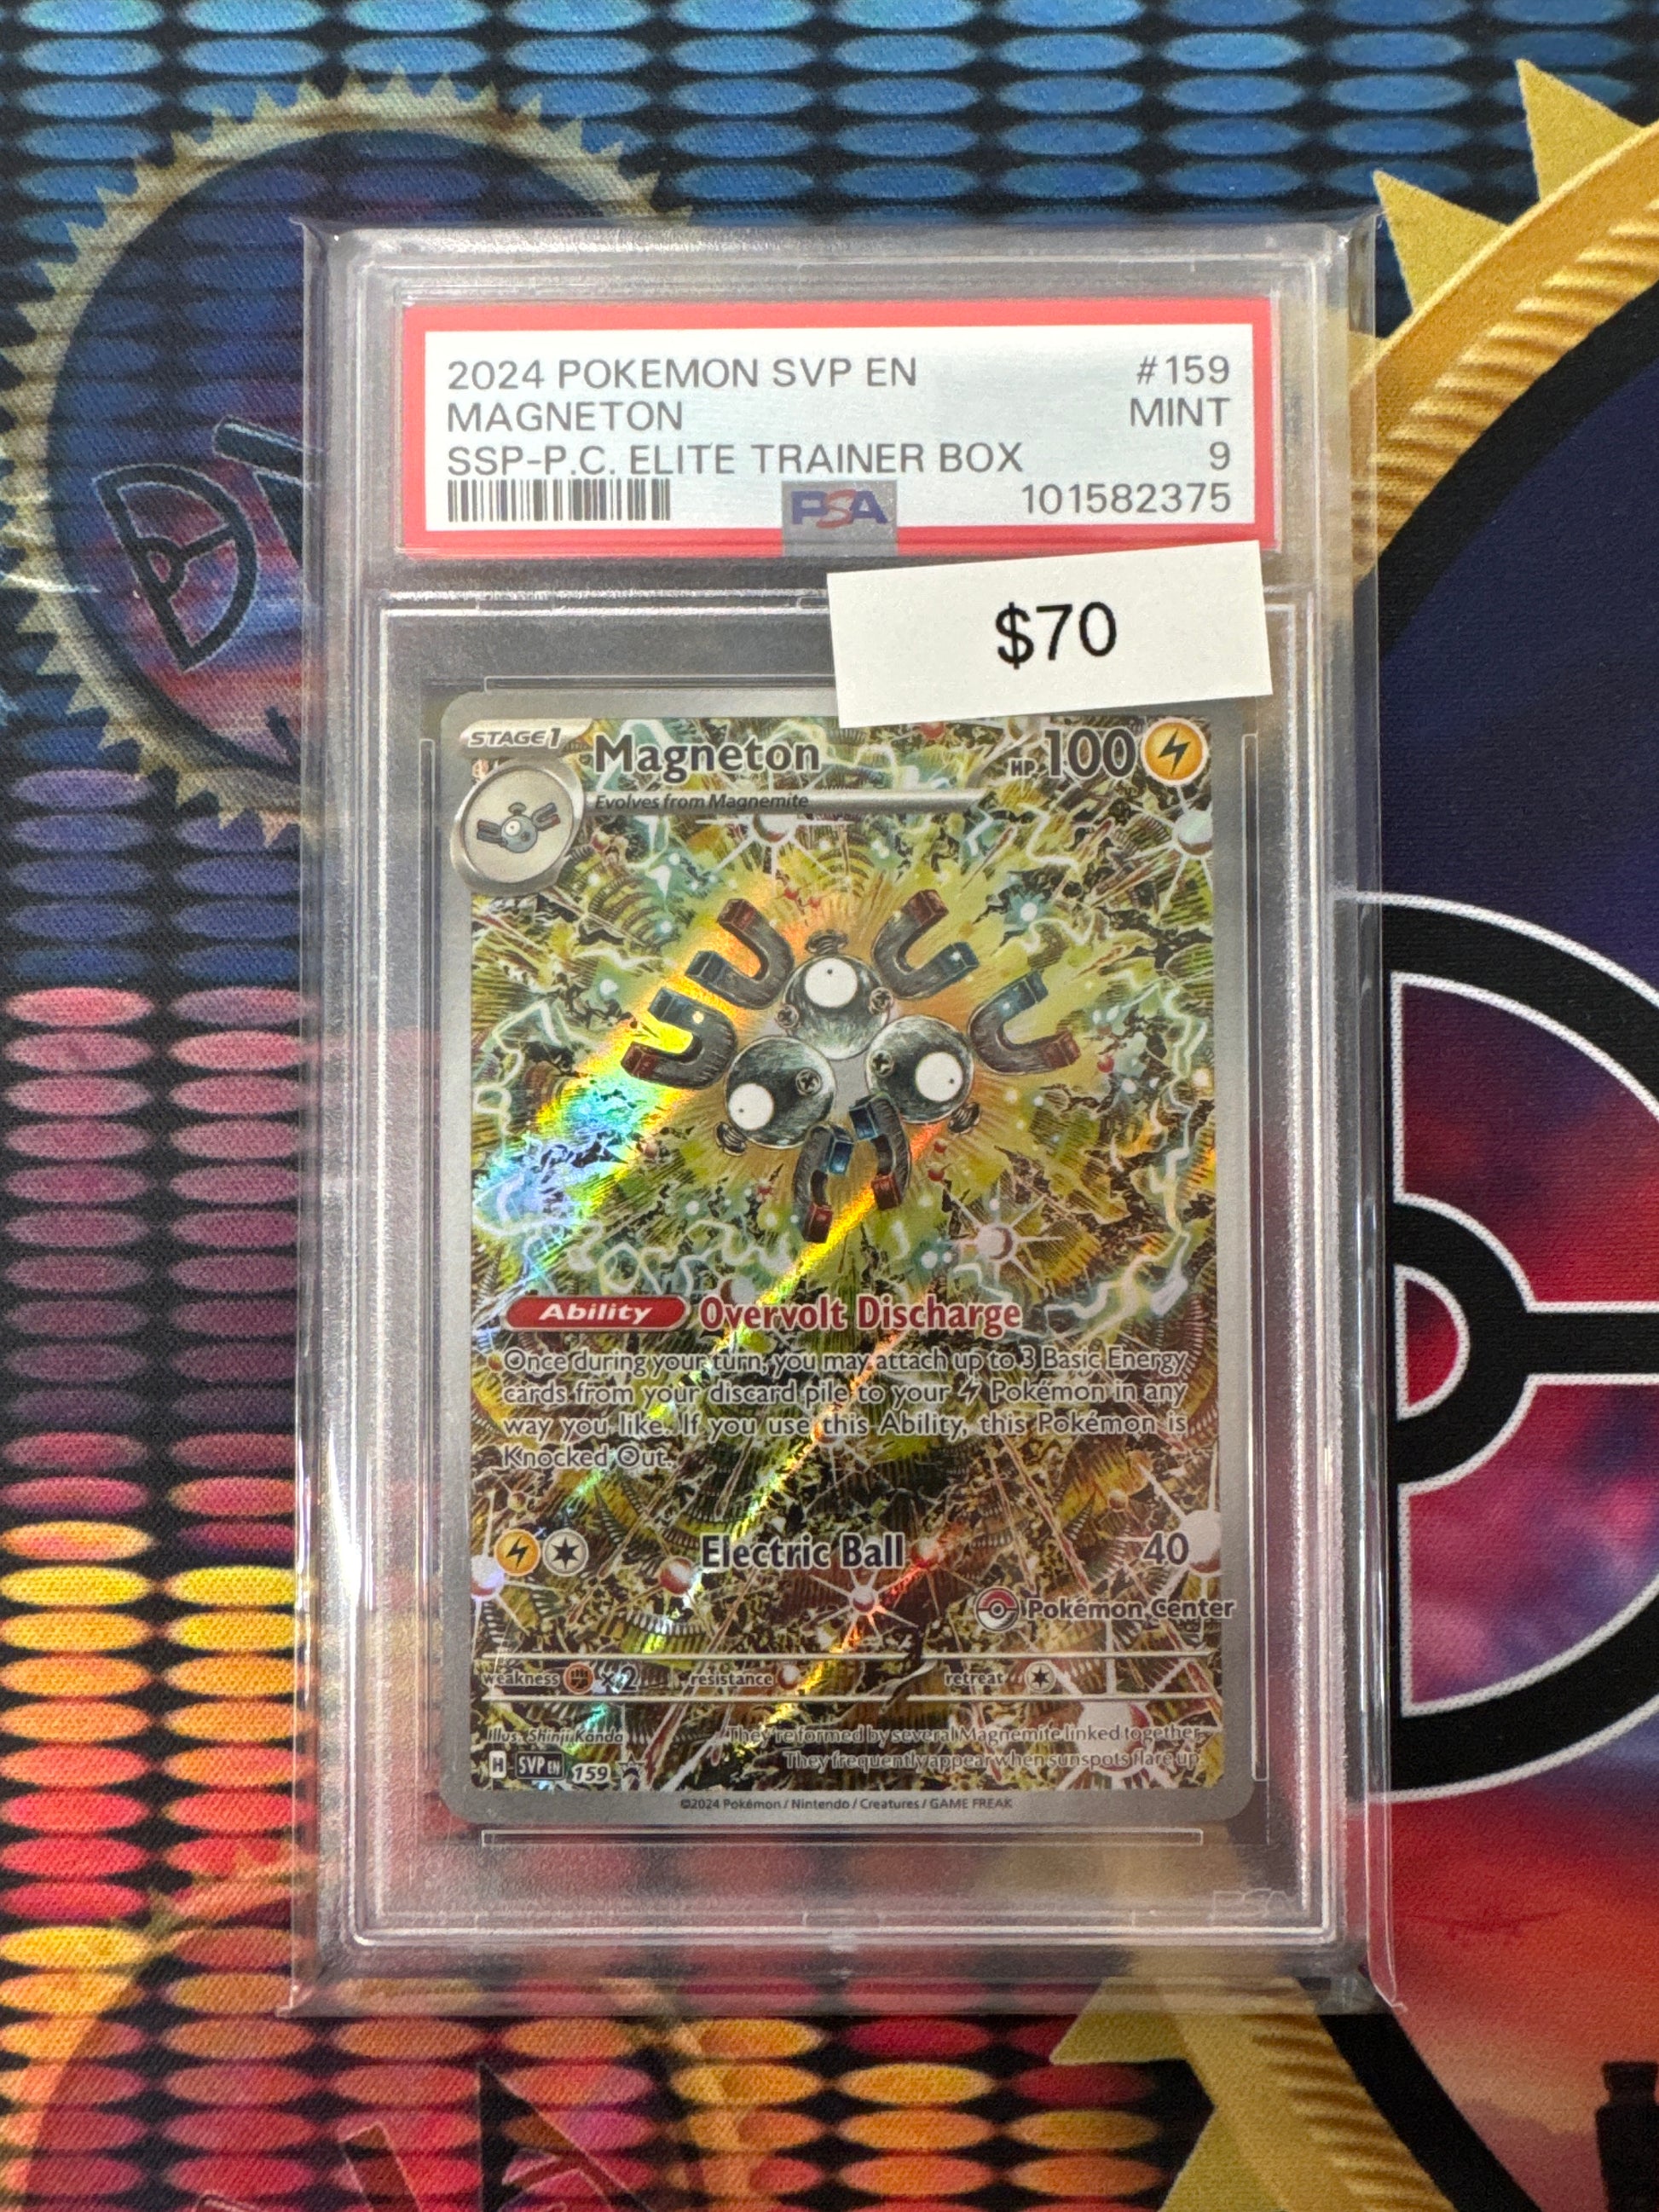 2024 POKEMON SVP EN #159
MAGNETON MINT
SSP-P.C. ELITE TRAINER BOX 9
PSA 101582375
$70
STAGE 1 Magneton HP 100
Evolves from Magnemite
Ability Overvolt Discharge
Once during your turn, you may attach up to 3 Basic Energy
cards from your discard pile to your Pokémon in any
way you like. If you use this Ability, this Pokémon is
Knocked Out.
Electric Ball 40
Pokémon Center
weakness ×2 resistance retreat
Illus. Shinji Kanda They're formed by several Magnemite linked together.
They frequently appear when sunspots flare up.
H SVP EN 159
©2024 Pokémon / Nintendo / Creatures / GAME FREAK
PSA